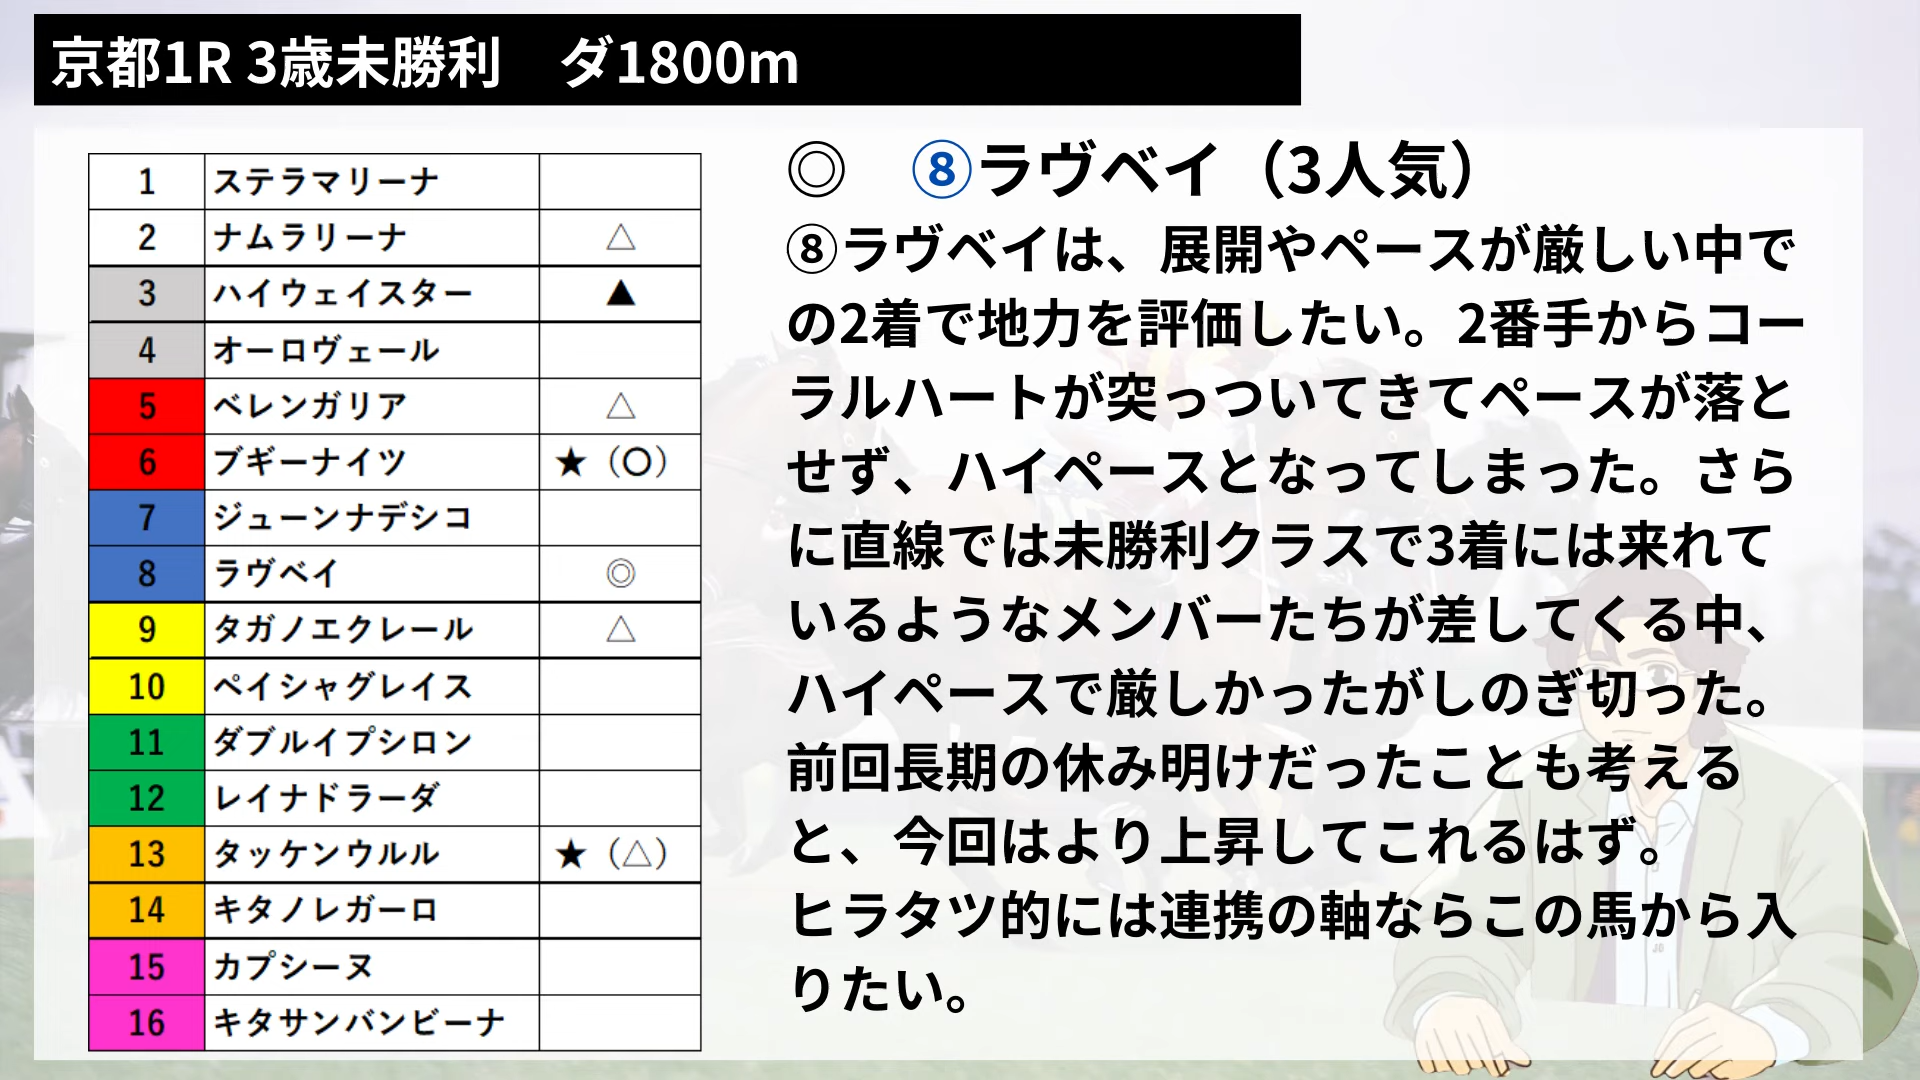 京都1R 3歳未勝利　ダ1800m
1 ステラマリーナ
2 ナムラリーナ △
3 ハイウェイスター ▲
4 オーロヴェール
5 ベレンガリア △
6 ブギーナイツ ★（〇）
7 ジューンナデシコ
8 ラヴベイ ◎
9 タガノエクレール △
10 ペイシャグレイス
11 ダブルイプシロン
12 レイナドラーダ
13 タッケンウルル ★（△）
14 キタノレガーロ
15 カプシーヌ
16 キタサンバンビーナ
◎　⑧ラヴベイ（3人気）
⑧ラヴベイは、展開やペースが厳しい中で
の2着で地力を評価したい。2番手からコー
ラルハートが突っついてきてペースが落と
せず、ハイペースとなってしまった。さら
に直線では未勝利クラスで3着には来れて
いるようなメンバーたちが差してくる中、
ハイペースで厳しかったがしのぎ切った。
前回長期の休み明けだったことも考える
と、今回はより上昇してこれるはず。
ヒラタツ的には連携の軸ならこの馬から入
りたい。